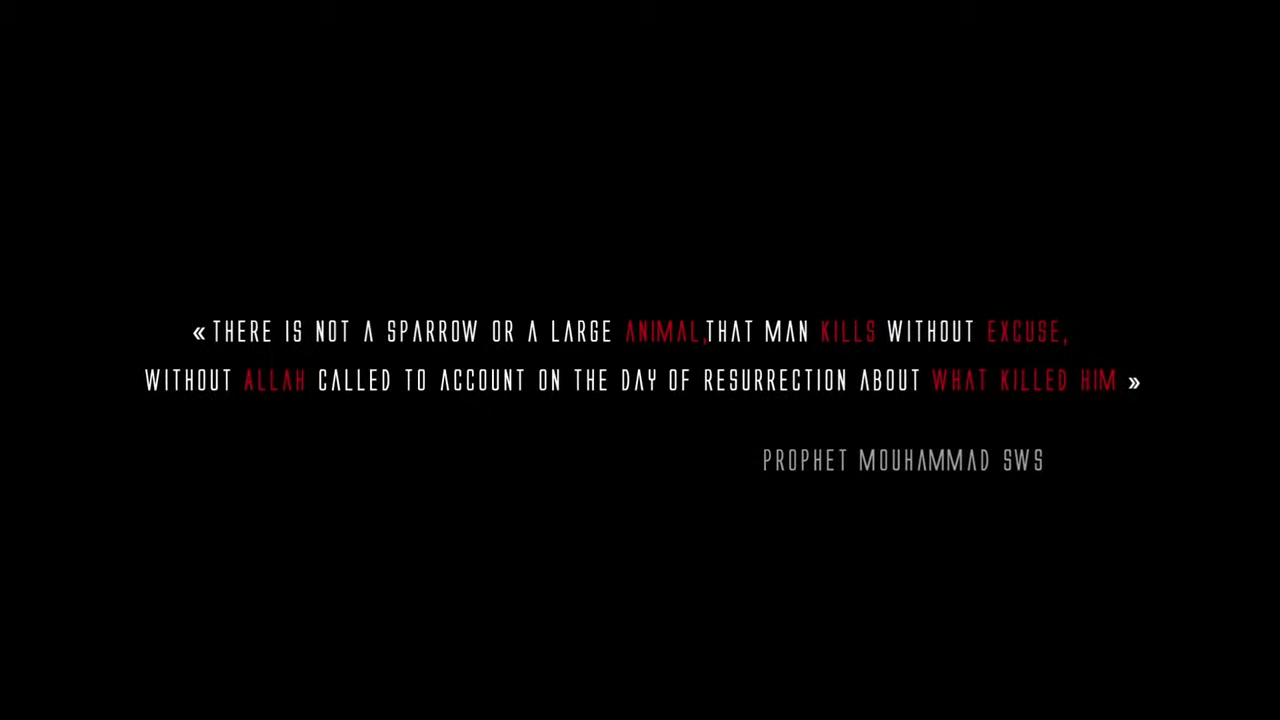 « THERE IS NOT A SPARROW OR A LARGE ANIMAL,THAT MAN KILLS WITHOUT EXCUSE,
WITHOUT ALLAH CALLED TO ACCOUNT ON THE DAY OF RESURRECTION ABOUT WHAT KILLED HIM »
PROPHET MOUHAMMAD SWS